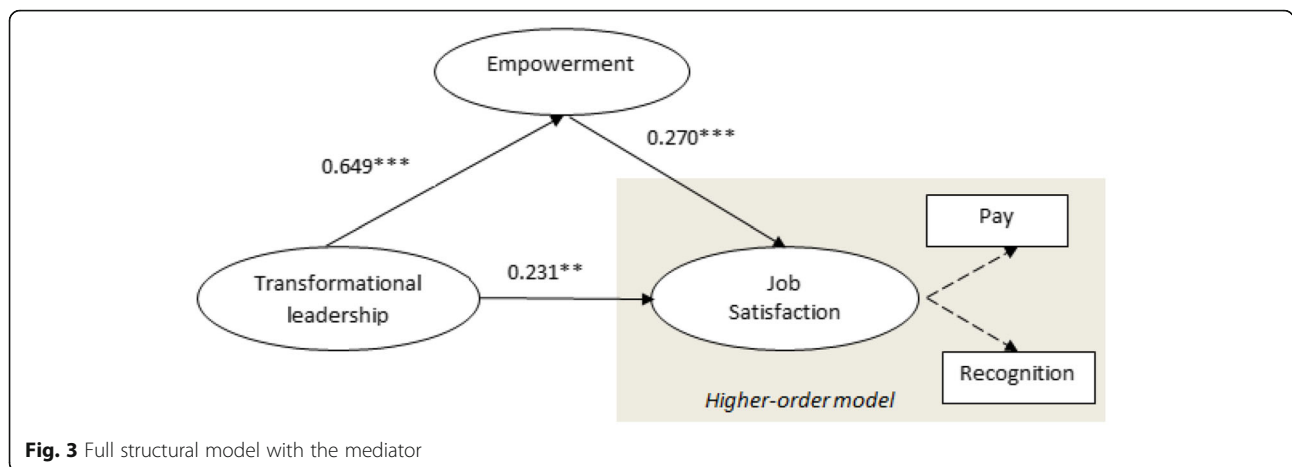 Empowerment
0.649***
0.270***
Pay
Transformational
leadership
0.231**
Job
Satisfaction
Recognition
Higher-order model
Fig. 3 Full structural model with the mediator